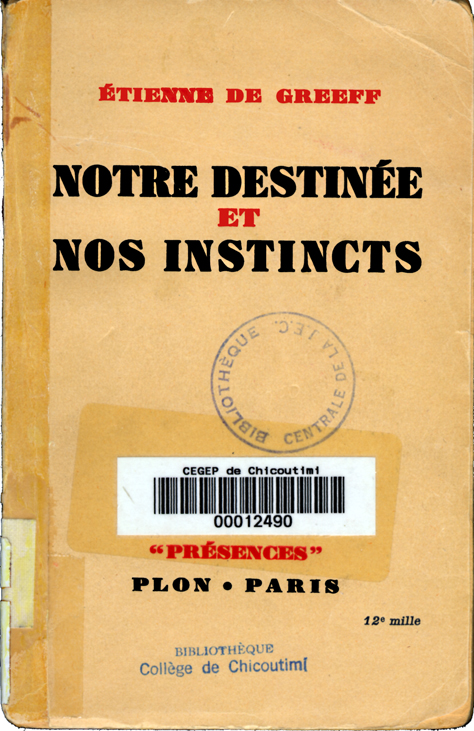 ÉTIENNE DE GREEFF
NOTRE DESTINÉE
ET
NOS INSTINCTS
BIBLIOTHÈQUE CENTRALE DE LA J.E.C.
CEGEP de Chicoutimi
00012490
“PRÉSENCES”
PLON • PARIS
12e mille
BIBLIOTHÈQUE
Collège de Chicoutimi